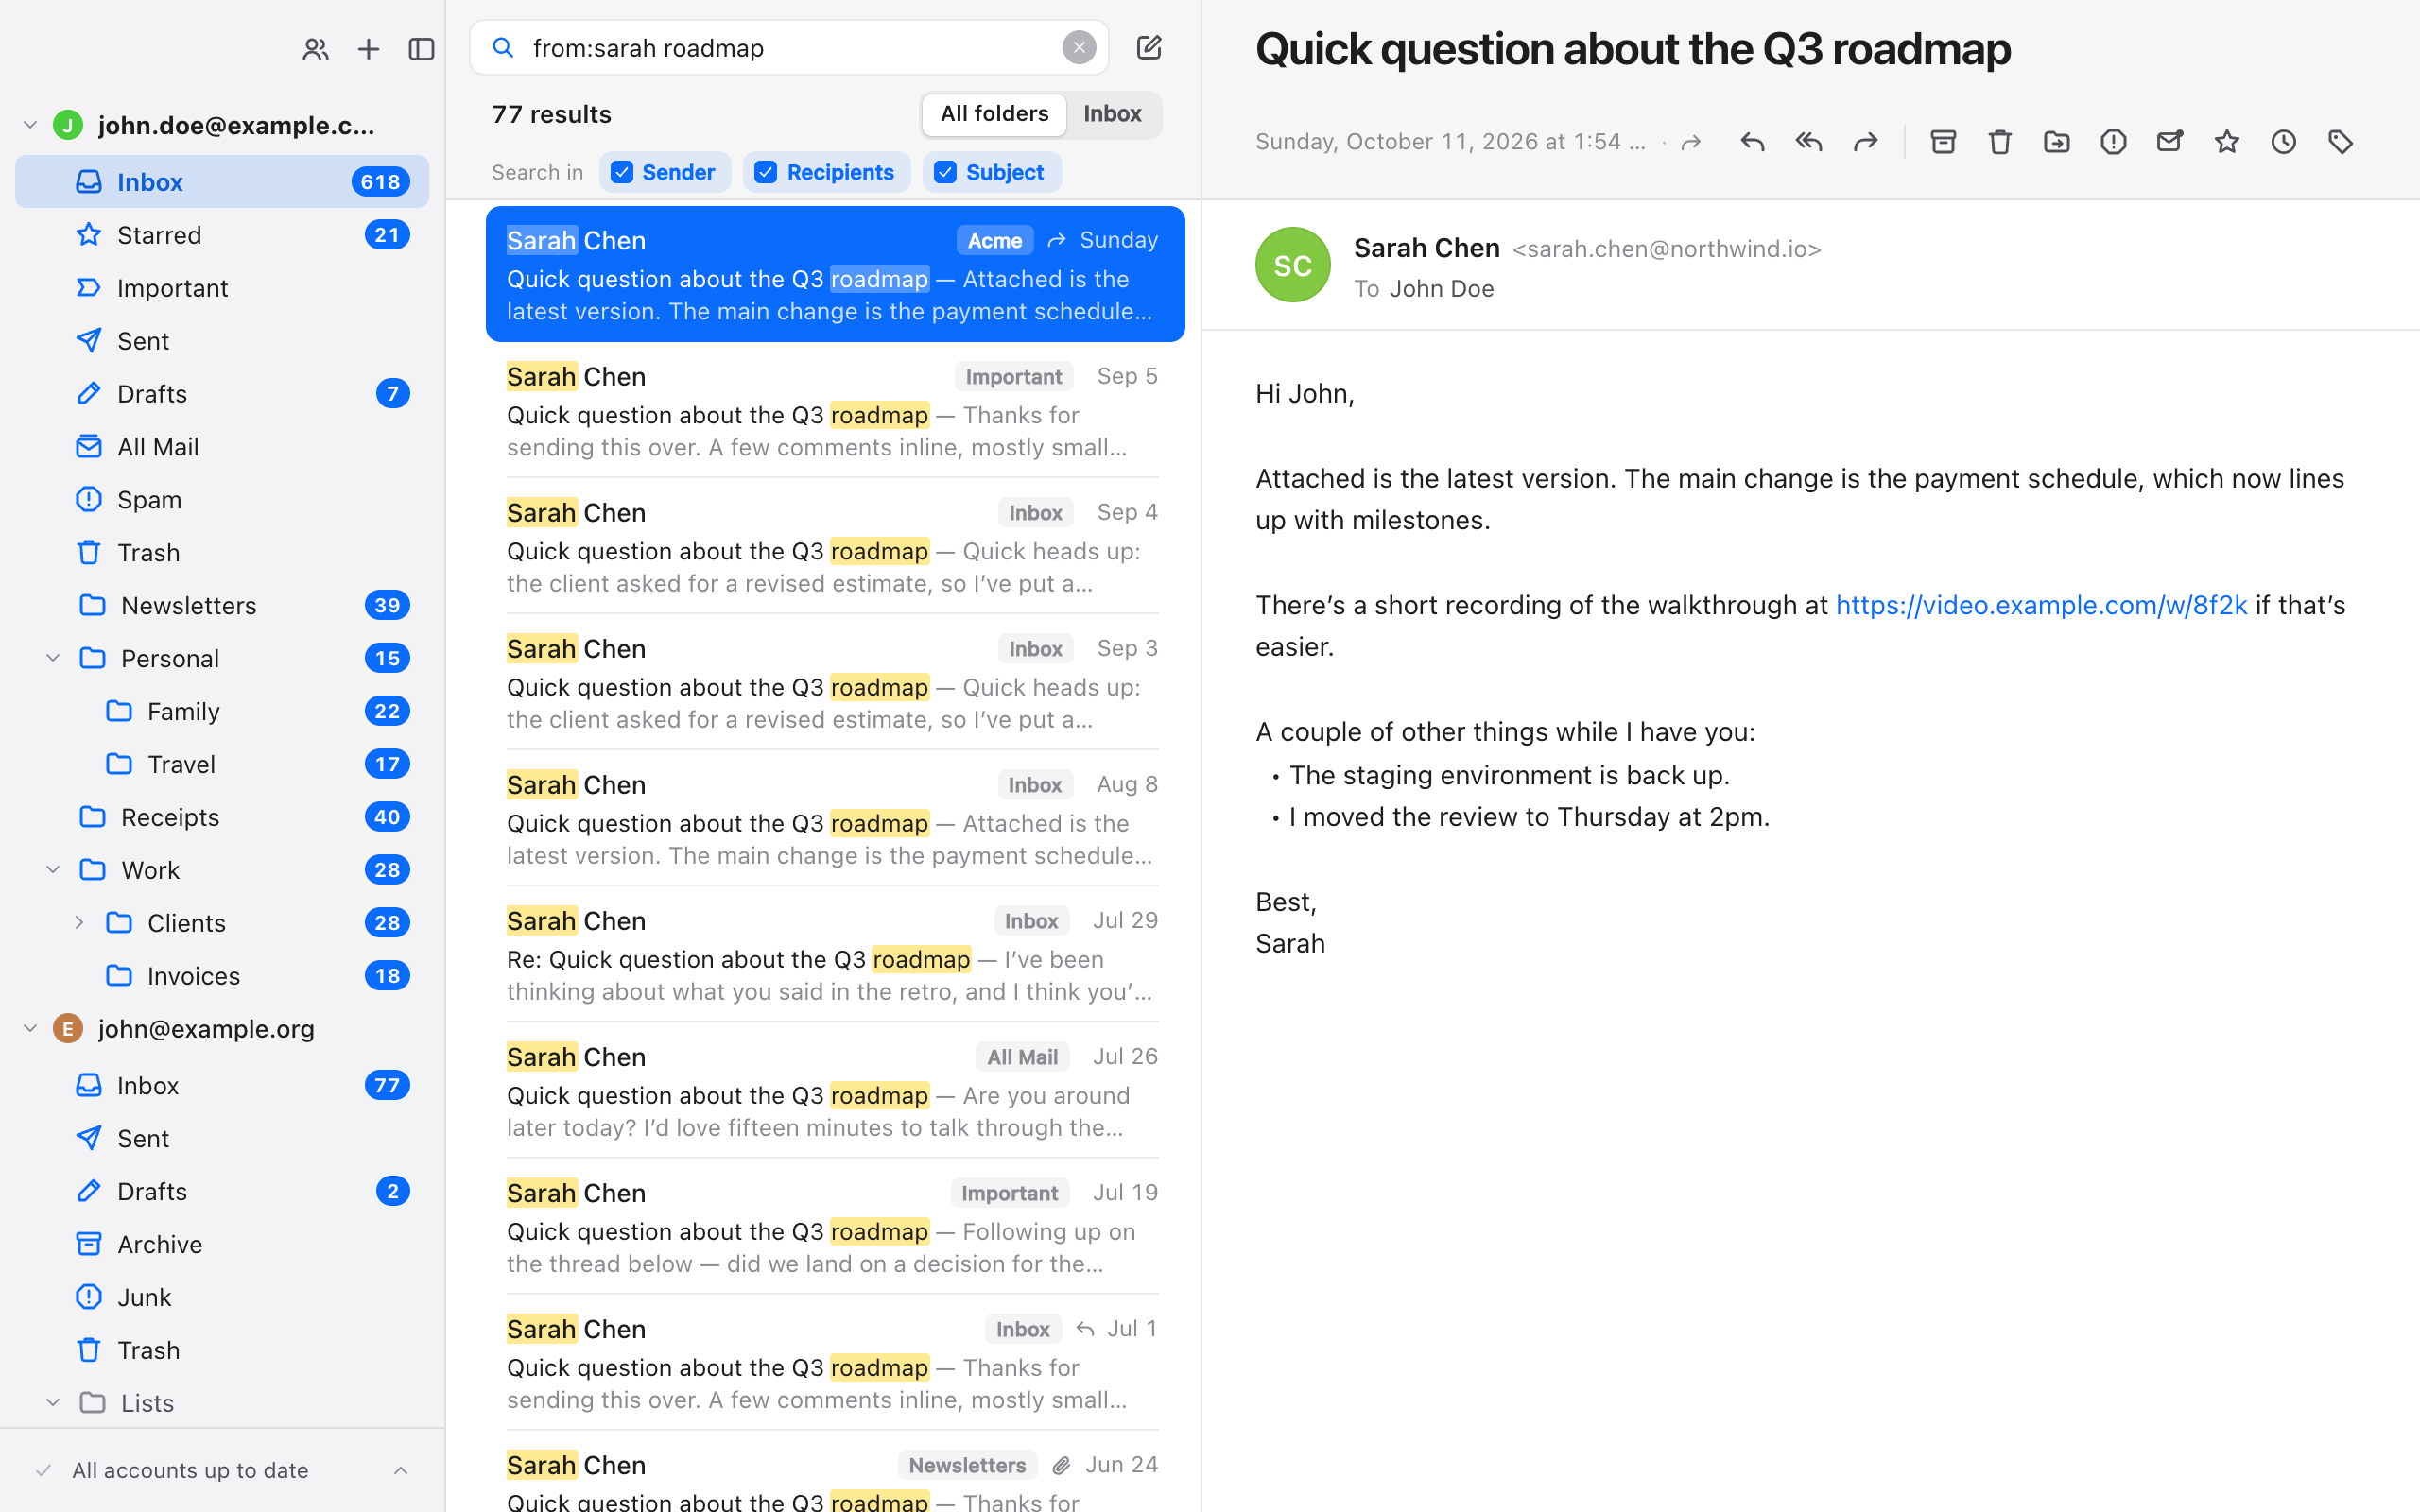 J john.doe@example.c...
Inbox 618
Starred 21
Important
Sent
Drafts 7
All Mail
Spam
Trash
Newsletters 39
Personal 15
Family 22
Travel 17
Receipts 40
Work 28
Clients 28
Invoices 18
E john@example.org
Inbox 77
Sent
Drafts 2
Archive
Junk
Trash
Lists
All accounts up to date
from:sarah roadmap
77 results
All folders Inbox
Search in Sender Recipients Subject
Sarah Chen Acme Sunday
Quick question about the Q3 roadmap — Attached is the
latest version. The main change is the payment schedule...
Sarah Chen Important Sep 5
Quick question about the Q3 roadmap — Thanks for
sending this over. A few comments inline, mostly small...
Sarah Chen Inbox Sep 4
Quick question about the Q3 roadmap — Quick heads up:
the client asked for a revised estimate, so I’ve put a...
Sarah Chen Inbox Sep 3
Quick question about the Q3 roadmap — Quick heads up:
the client asked for a revised estimate, so I’ve put a...
Sarah Chen Inbox Aug 8
Quick question about the Q3 roadmap — Attached is the
latest version. The main change is the payment schedule...
Sarah Chen Inbox Jul 29
Re: Quick question about the Q3 roadmap — I’ve been
thinking about what you said in the retro, and I think you’...
Sarah Chen All Mail Jul 26
Quick question about the Q3 roadmap — Are you around
later today? I’d love fifteen minutes to talk through the...
Sarah Chen Important Jul 19
Quick question about the Q3 roadmap — Following up on
the thread below — did we land on a decision for the...
Sarah Chen Inbox Jul 1
Quick question about the Q3 roadmap — Thanks for
sending this over. A few comments inline, mostly small...
Sarah Chen Newsletters Jun 24
Quick question about the Q3 roadmap — Thanks for
Quick question about the Q3 roadmap
Sunday, October 11, 2026 at 1:54 ... ·
SC
Sarah Chen <sarah.chen@northwind.io>
To John Doe
Hi John,
Attached is the latest version. The main change is the payment schedule, which now lines
up with milestones.
There’s a short recording of the walkthrough at https://video.example.com/w/8f2k if that’s
easier.
A couple of other things while I have you:
• The staging environment is back up.
• I moved the review to Thursday at 2pm.
Best,
Sarah